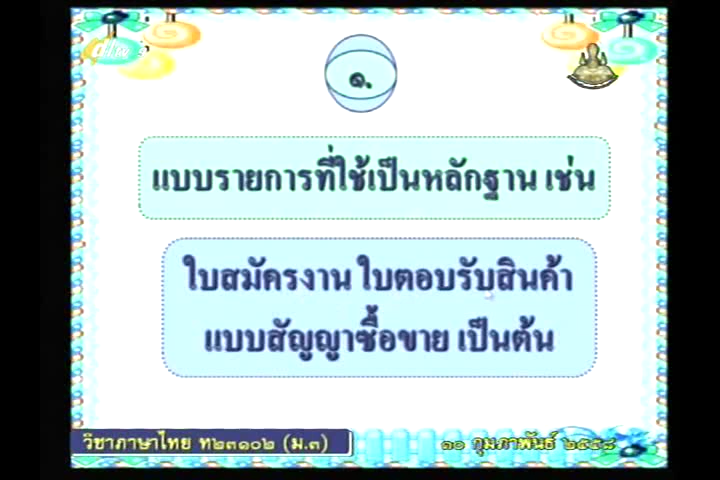 ๑.
แบบรายการที่ใช้เป็นหลักฐาน เช่น
ใบสมัครงาน ใบตอบรับสินค้า
แบบสัญญาซื้อขาย เป็นต้น
วิชาภาษาไทย ท๒๓๑๐๒ (ม.๓)
๑๐ กุมภาพันธ์ ๒๕๕๘